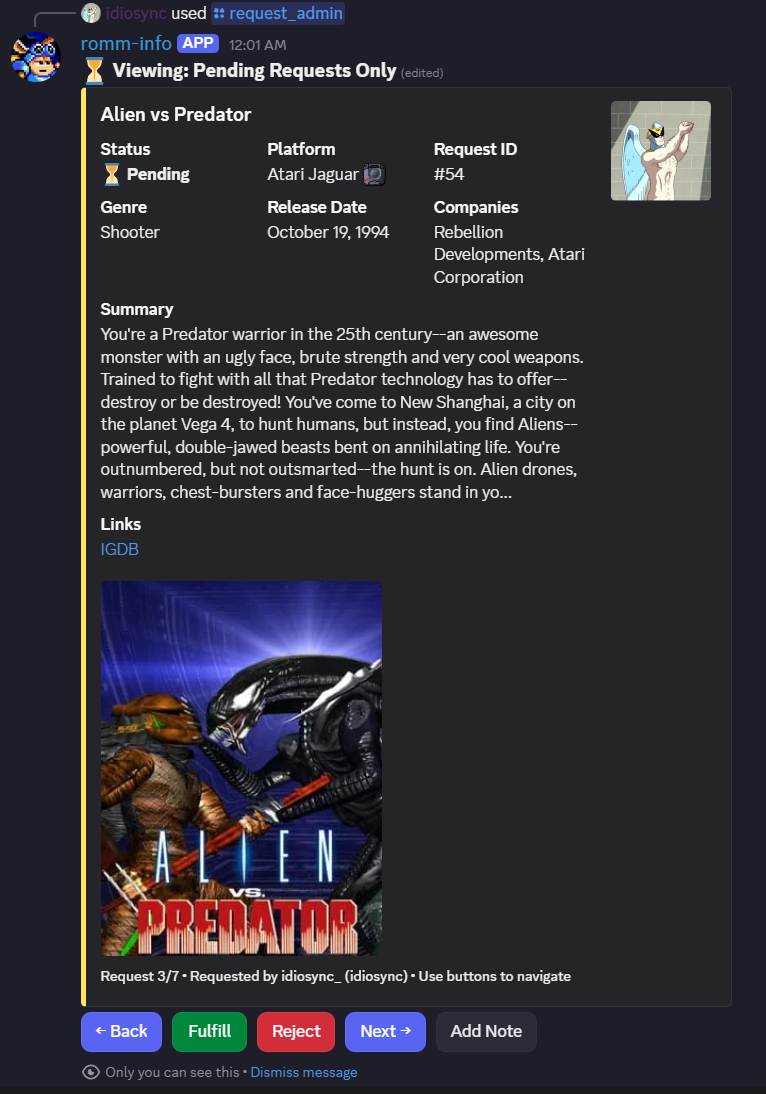 idiosync used request_admin
romm-info APP 12:01 AM
Viewing: Pending Requests Only (edited)
Alien vs Predator
Status Platform Request ID
Pending Atari Jaguar #54
Genre Release Date Companies
Shooter October 19, 1994 Rebellion
Developments, Atari
Corporation
Summary
You're a Predator warrior in the 25th century--an awesome
monster with an ugly face, brute strength and very cool weapons.
Trained to fight with all that Predator technology has to offer--
destroy or be destroyed! You've come to New Shanghai, a city on
the planet Vega 4, to hunt humans, but instead, you find Aliens--
powerful, double-jawed beasts bent on annihilating life. You're
outnumbered, but not outsmarted--the hunt is on. Alien drones,
warriors, chest-bursters and face-huggers stand in yo...
Links
IGDB
ALIEN
VS.
PREDATOR
Request 3/7 • Requested by idiosync_ (idiosync) • Use buttons to navigate
← Back Fulfill Reject Next → Add Note
Only you can see this • Dismiss message